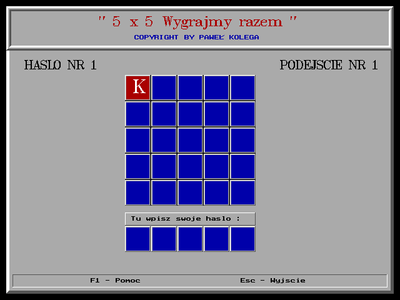 " 5 x 5 Wygrajmy razem "
COPYRIGHT BY PAWEŁ KOLEGA
HASLO NR 1
PODEJSCIE NR 1
K
Tu wpisz swoje haslo :
F1 - Pomoc
Esc - Wyjscie